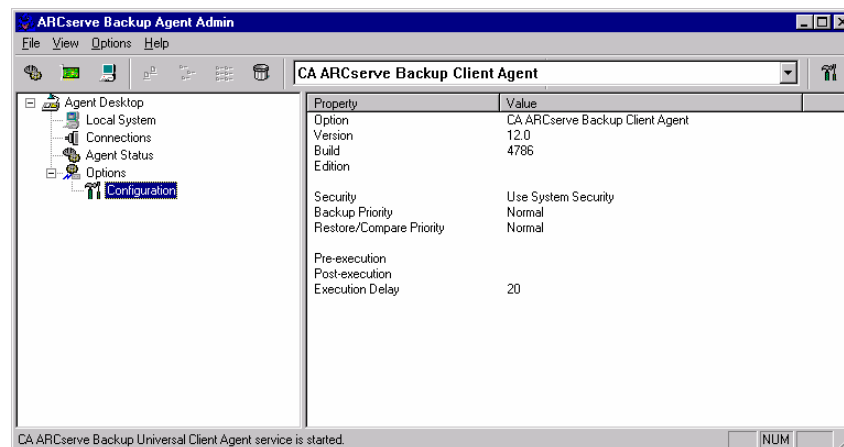 ARCserve Backup Agent Admin
File View Options Help
CA ARCserve Backup Client Agent
Agent Desktop
Local System
Connections
Agent Status
Options
Configuration
Property Value
Option CA ARCserve Backup Client Agent
Version 12.0
Build 4786
Edition
Security Use System Security
Backup Priority Normal
Restore/Compare Priority Normal
Pre-execution
Post-execution
Execution Delay 20
CA ARCserve Backup Universal Client Agent service is started. NUM